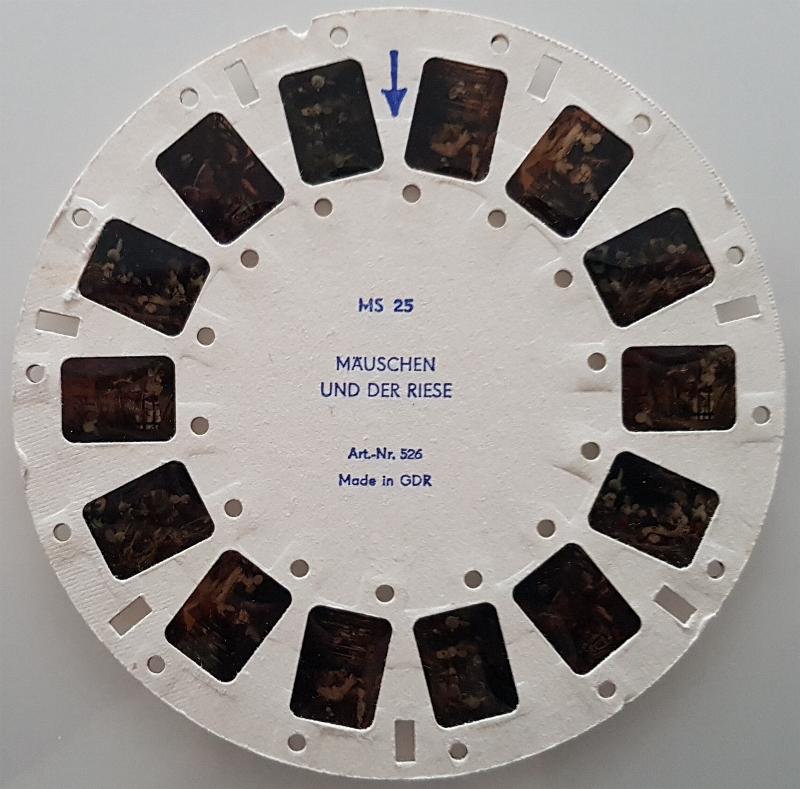 MS 25
MÄUSCHEN
UND DER RIESE
Art.-Nr. 526
Made in GDR